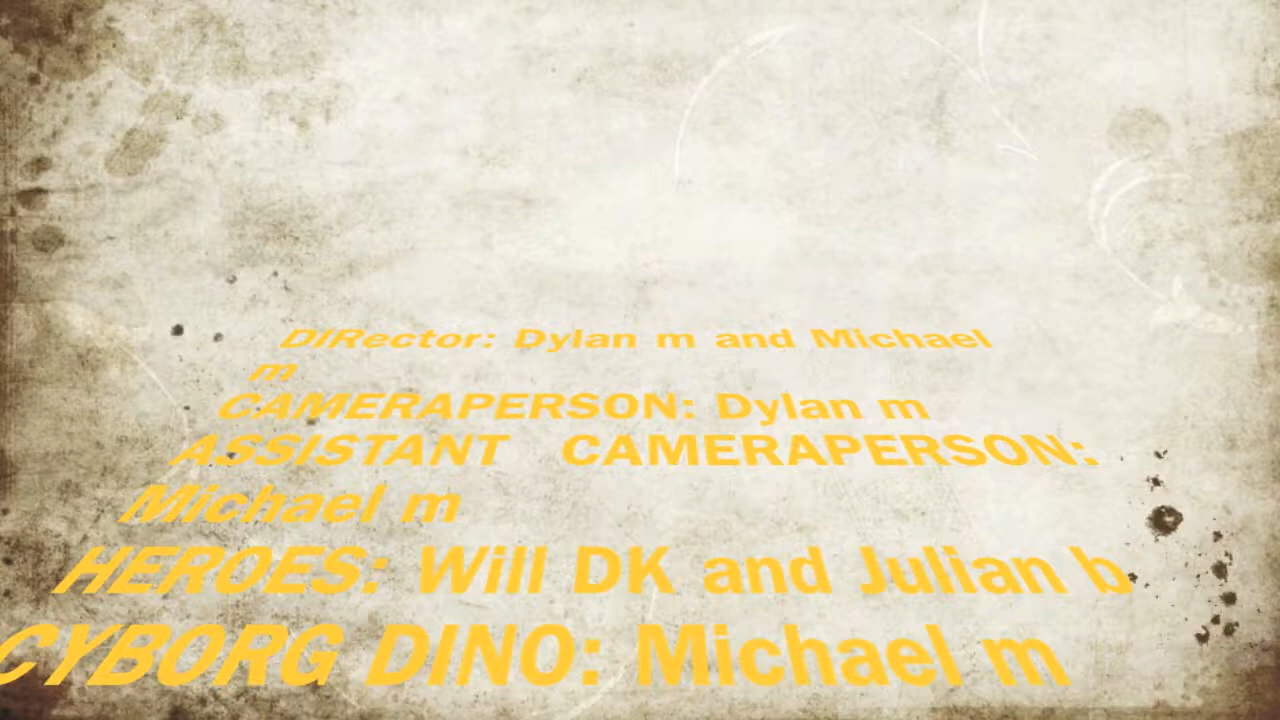 DIRector: Dylan m and Michael
m
CAMERAPERSON: Dylan m
ASSISTANT CAMERAPERSON:
Michael m
HEROES: Will DK and Julian b
CYBORG DINO: Michael m